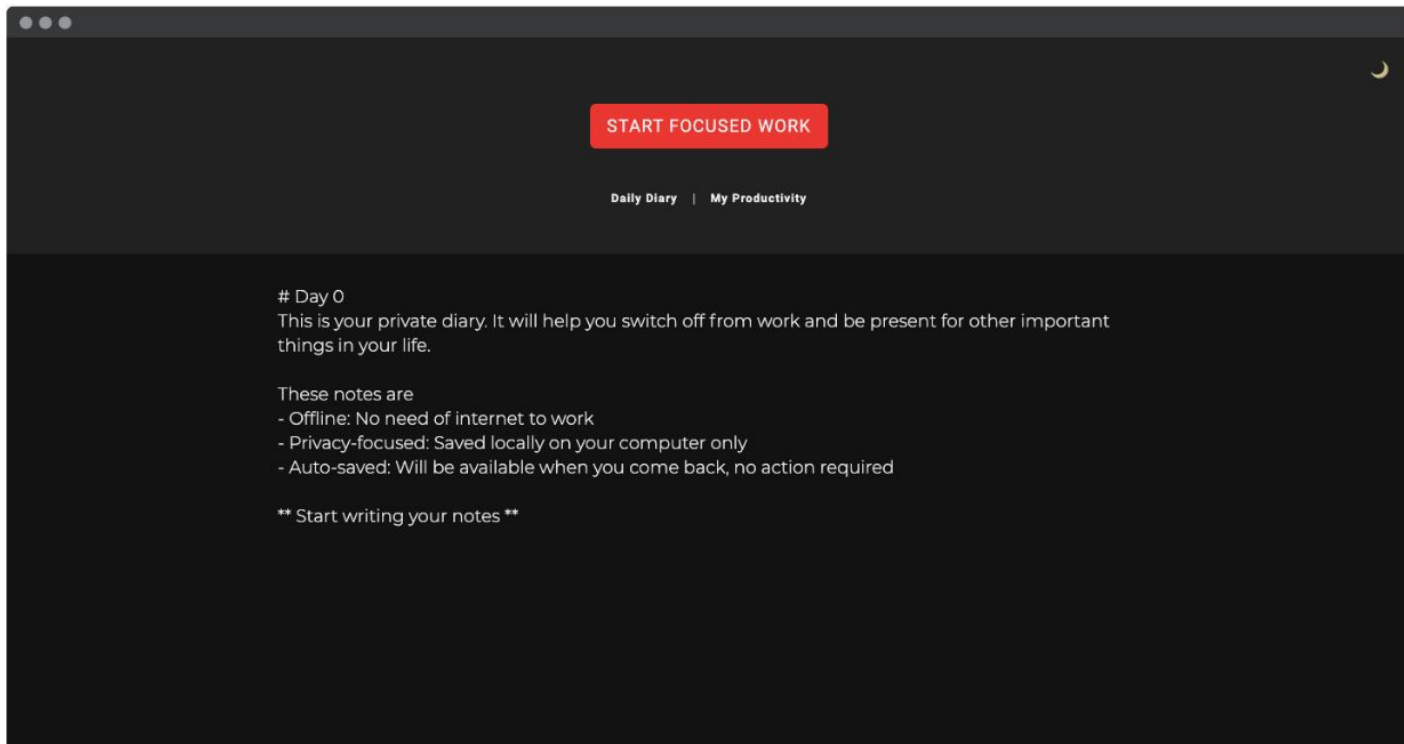 START FOCUSED WORK
Daily Diary | My Productivity
# Day 0
This is your private diary. It will help you switch off from work and be present for other important
things in your life.
These notes are
- Offline: No need of internet to work
- Privacy-focused: Saved locally on your computer only
- Auto-saved: Will be available when you come back, no action required
** Start writing your notes **